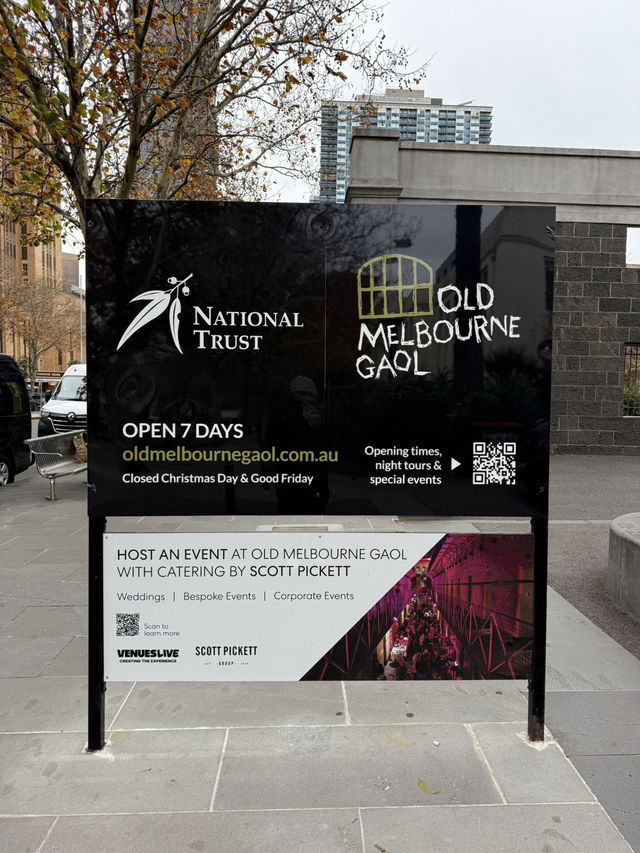 NATIONAL
TRUST
OLD
MELBOURNE
GAOL
OPEN 7 DAYS
oldmelbournegaol.com.au
Closed Christmas Day & Good Friday
Opening times,
night tours &
special events
HOST AN EVENT AT OLD MELBOURNE GAOL
WITH CATERING BY SCOTT PICKETT
Weddings | Bespoke Events | Corporate Events
Scan to
learn more
VENUESLIVE
CREATING THE EXPERIENCE
SCOTT PICKETT
GROUP